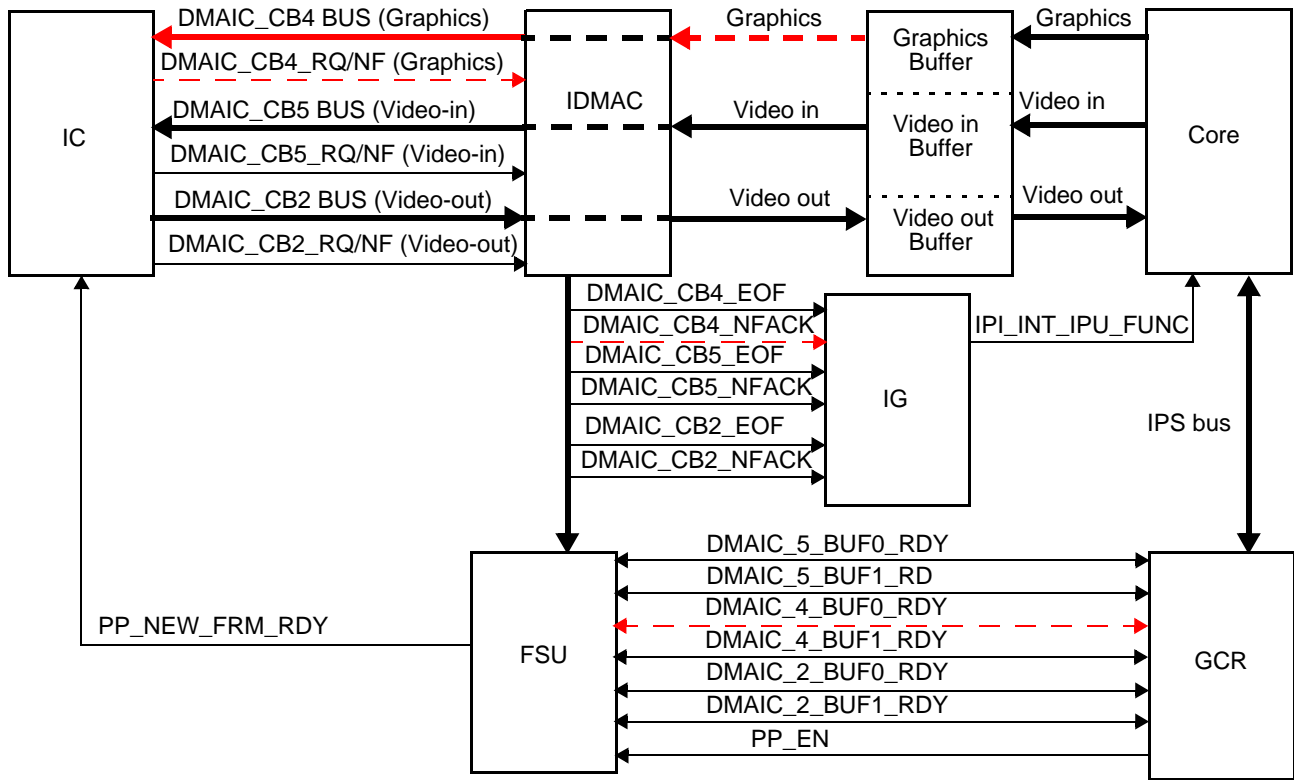 DMAIC_CB4 BUS (Graphics)
DMAIC_CB4_RQ/NF (Graphics)
DMAIC_CB5 BUS (Video-in)
DMAIC_CB5_RQ/NF (Video-in)
DMAIC_CB2 BUS (Video-out)
DMAIC_CB2_RQ/NF (Video-out)
IC
IDMAC
Graphics
Video in
Video out
Graphics
Buffer
Video in
Buffer
Video out
Buffer
Graphics
Video in
Video out
Core
DMAIC_CB4_EOF
DMAIC_CB4_NFACK
DMAIC_CB5_EOF
DMAIC_CB5_NFACK
DMAIC_CB2_EOF
DMAIC_CB2_NFACK
IG
IPI_INT_IPU_FUNC
IPS bus
PP_NEW_FRM_RDY
FSU
DMAIC_5_BUF0_RDY
DMAIC_5_BUF1_RD
DMAIC_4_BUF0_RDY
DMAIC_4_BUF1_RDY
DMAIC_2_BUF0_RDY
DMAIC_2_BUF1_RDY
PP_EN
GCR